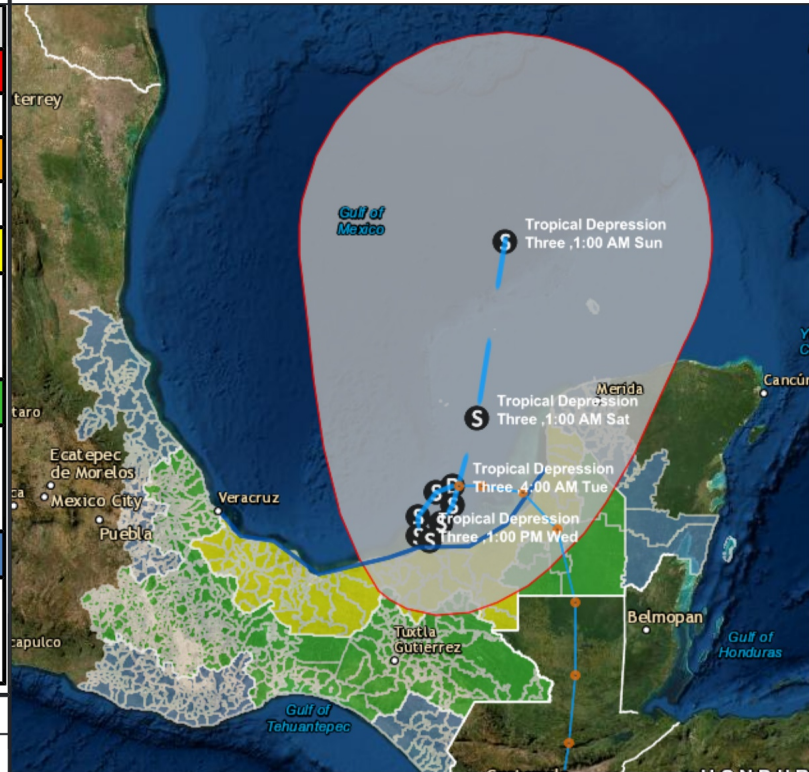 terrey
Gulf of
Mexico
Tropical Depression
Three ,1:00 AM Sun
S
Merida
Cancún
taro
Tropical Depression
Three ,1:00 AM Sat
S
Ecatepec
de Morelos
Mexico City
Puebla
Veracruz
Tropical Depression
Three ,4:00 AM Tue
Tropical Depression
Three ,1:00 PM Wed
S
S
S
S
S
Belmopan
Tuxtla
Gutierrez
capulco
Gulf of
Honduras
Gulf of
Tehuantepec